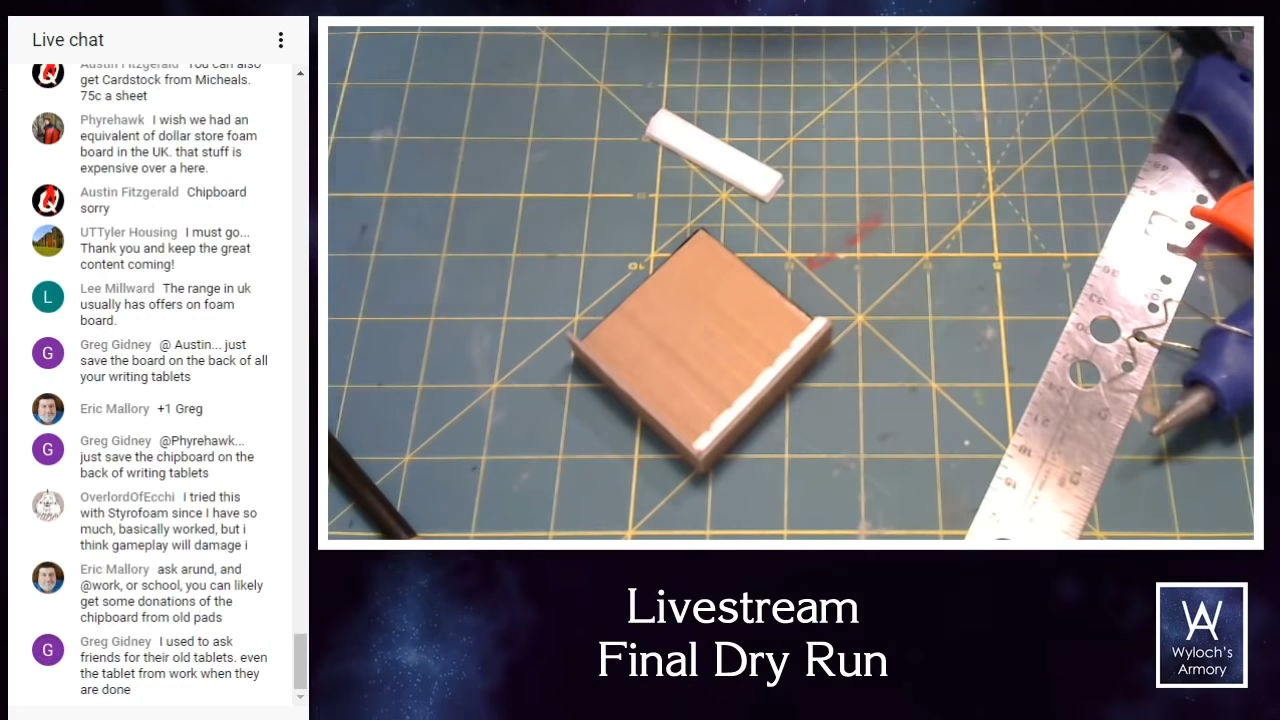 Live chat
Austin Fitzgerald You can also
get Cardstock from Micheals.
75c a sheet
Phyrehawk I wish we had an
equivalent of dollar store foam
board in the UK. that stuff is
expensive over a here.
Austin Fitzgerald Chipboard
sorry
UTTyler Housing I must go...
Thank you and keep the great
content coming!
L
Lee Millward The range in uk
usually has offers on foam
board.
G
Greg Gidney @ Austin... just
save the board on the back of all
your writing tablets
Eric Mallory +1 Greg
G
Greg Gidney @Phyrehawk...
just save the chipboard on the
back of writing tablets
OverlordOfEcchi I tried this
with Styrofoam since I have so
much, basically worked, but i
think gameplay will damage i
Eric Mallory ask arund, and
@work, or school, you can likely
get some donations of the
chipboard from old pads
G
Greg Gidney I used to ask
friends for their old tablets. even
the tablet from work when they
are done
Livestream
Final Dry Run
WA
Wyloch's
Armory